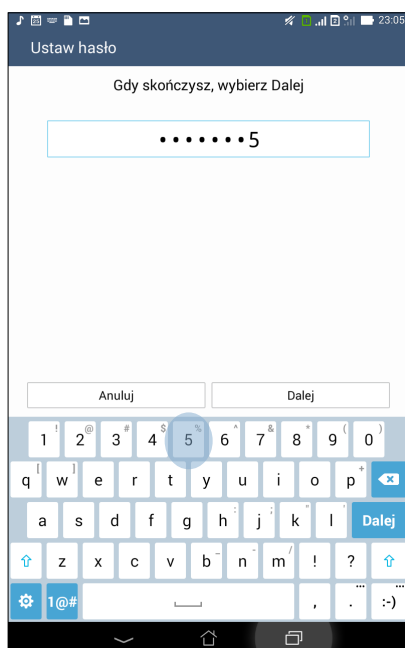 23:05
Ustaw hasło
Gdy skończysz, wybierz Dalej
•••••••5
Anuluj Dalej
1 ! 2 @ 3 # 4 $ 5 % 6 ^ 7 & 8 * 9 ( 0 )
q [ w ] e r t y u i o p +
a s d f g h : j ; k " l ' Dalej
z x c v b - n - m / ! ?
1@# , . ... :-) ...